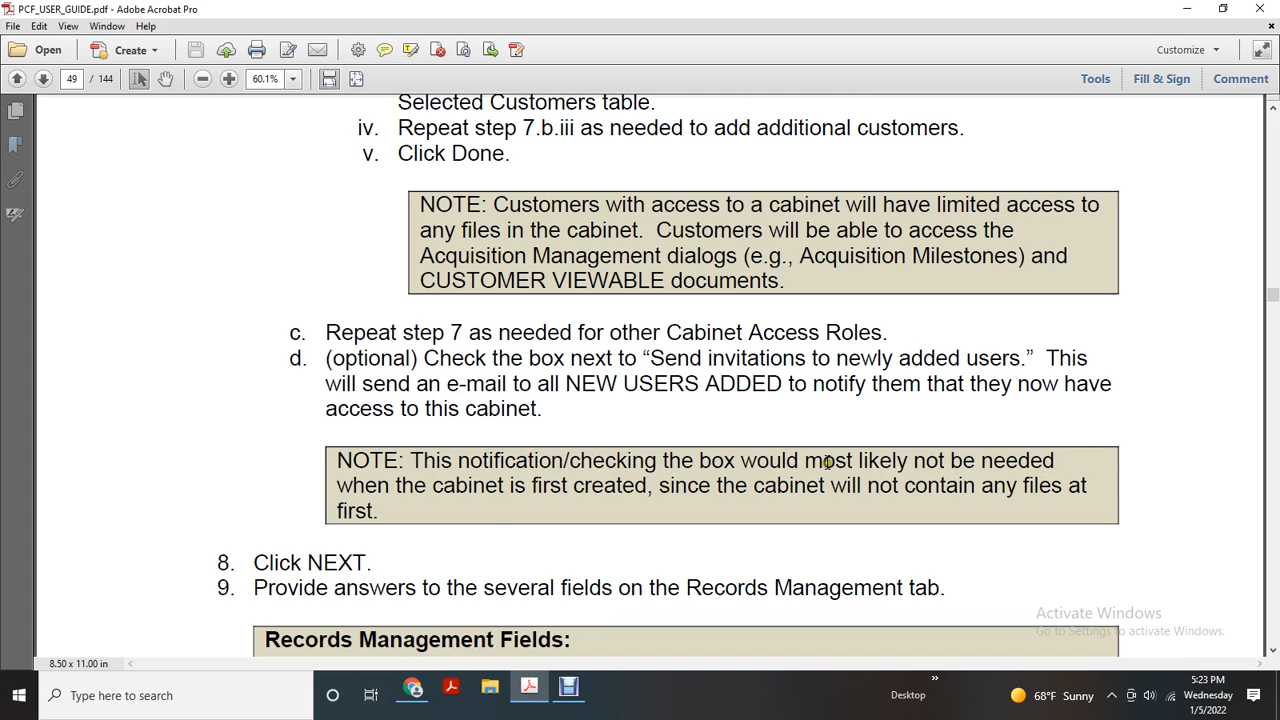 PCF_USER_GUIDE.pdf - Adobe Acrobat Pro
File Edit View Window Help
Open Create Customize
49 / 144 60.1% Tools Fill & Sign Comment
Selected Customers table.
iv. Repeat step 7.b.iii as needed to add additional customers.
v. Click Done.
NOTE: Customers with access to a cabinet will have limited access to
any files in the cabinet. Customers will be able to access the
Acquisition Management dialogs (e.g., Acquisition Milestones) and
CUSTOMER VIEWABLE documents.
c. Repeat step 7 as needed for other Cabinet Access Roles.
d. (optional) Check the box next to “Send invitations to newly added users.” This
will send an e-mail to all NEW USERS ADDED to notify them that they now have
access to this cabinet.
NOTE: This notification/checking the box would most likely not be needed
when the cabinet is first created, since the cabinet will not contain any files at
first.
8. Click NEXT.
9. Provide answers to the several fields on the Records Management tab.
Activate Windows
Go to Settings to activate Windows.
Records Management Fields:
8.50 x 11.00 in
Type here to search
Desktop
68°F Sunny
5:23 PM
Wednesday
1/5/2022